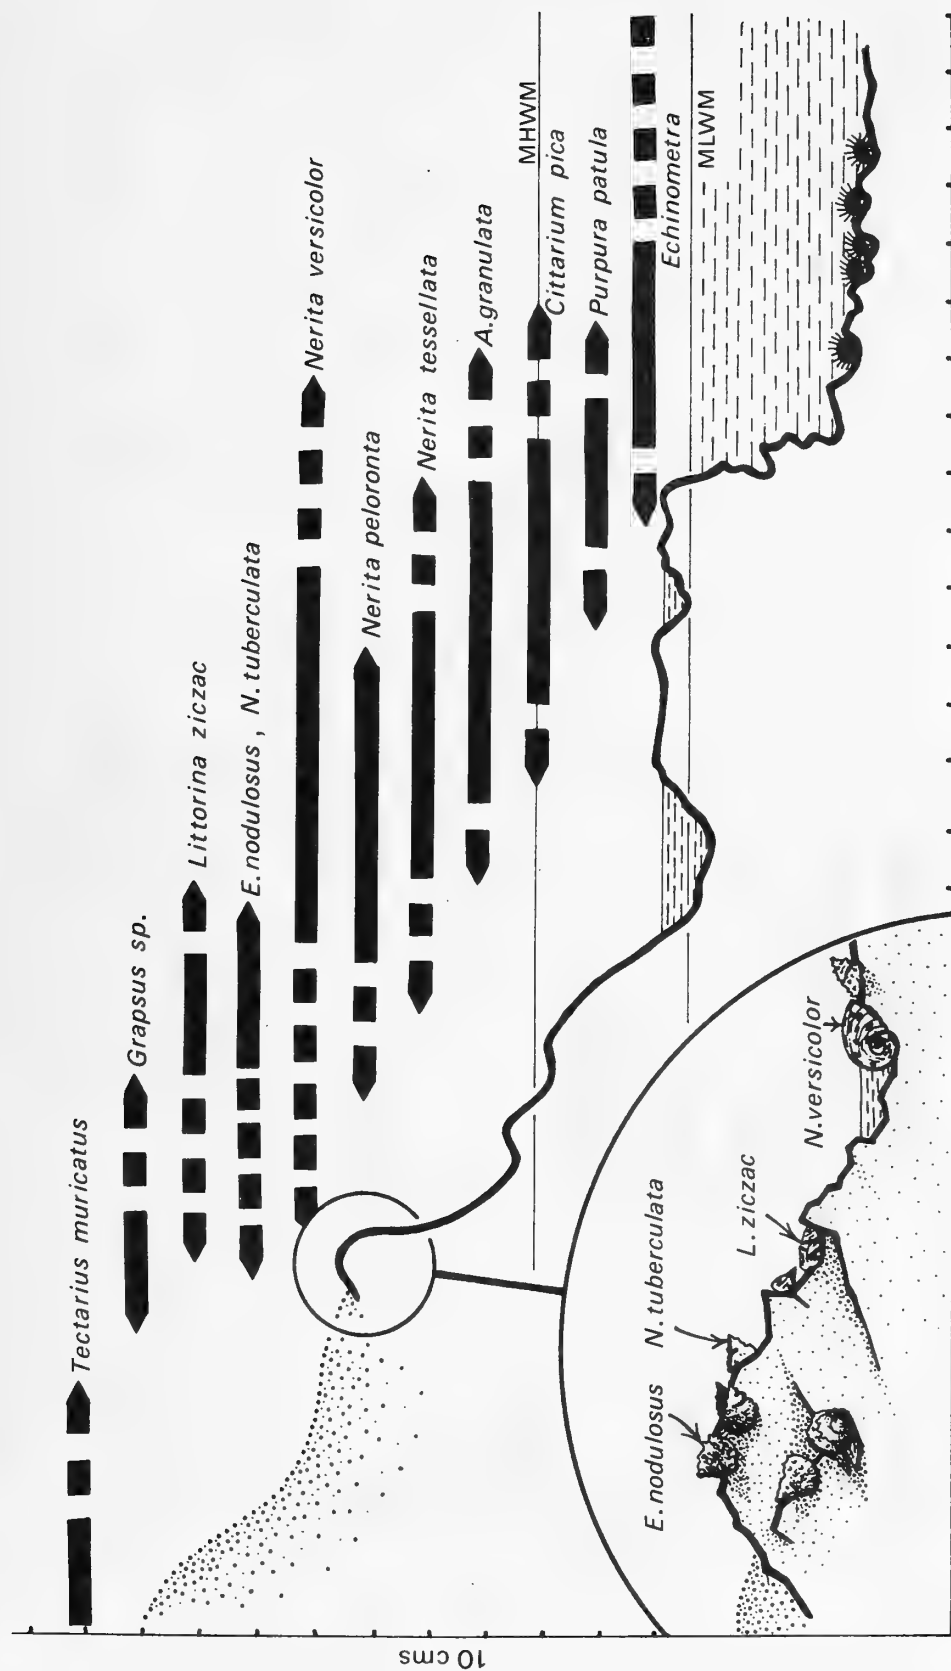 Tectarius muricatus
Grapsus sp.
Littorina ziczac
E. nodulosus , N. tuberculata
Nerita versicolor
Nerita peloronta
Nerita tessellata
A. granulata
MHWM
Cittarium pica
Purpura patula
Echinometra
MLWM
E. nodulosus
N. tuberculata
L. ziczac
N. versicolor
10 cms